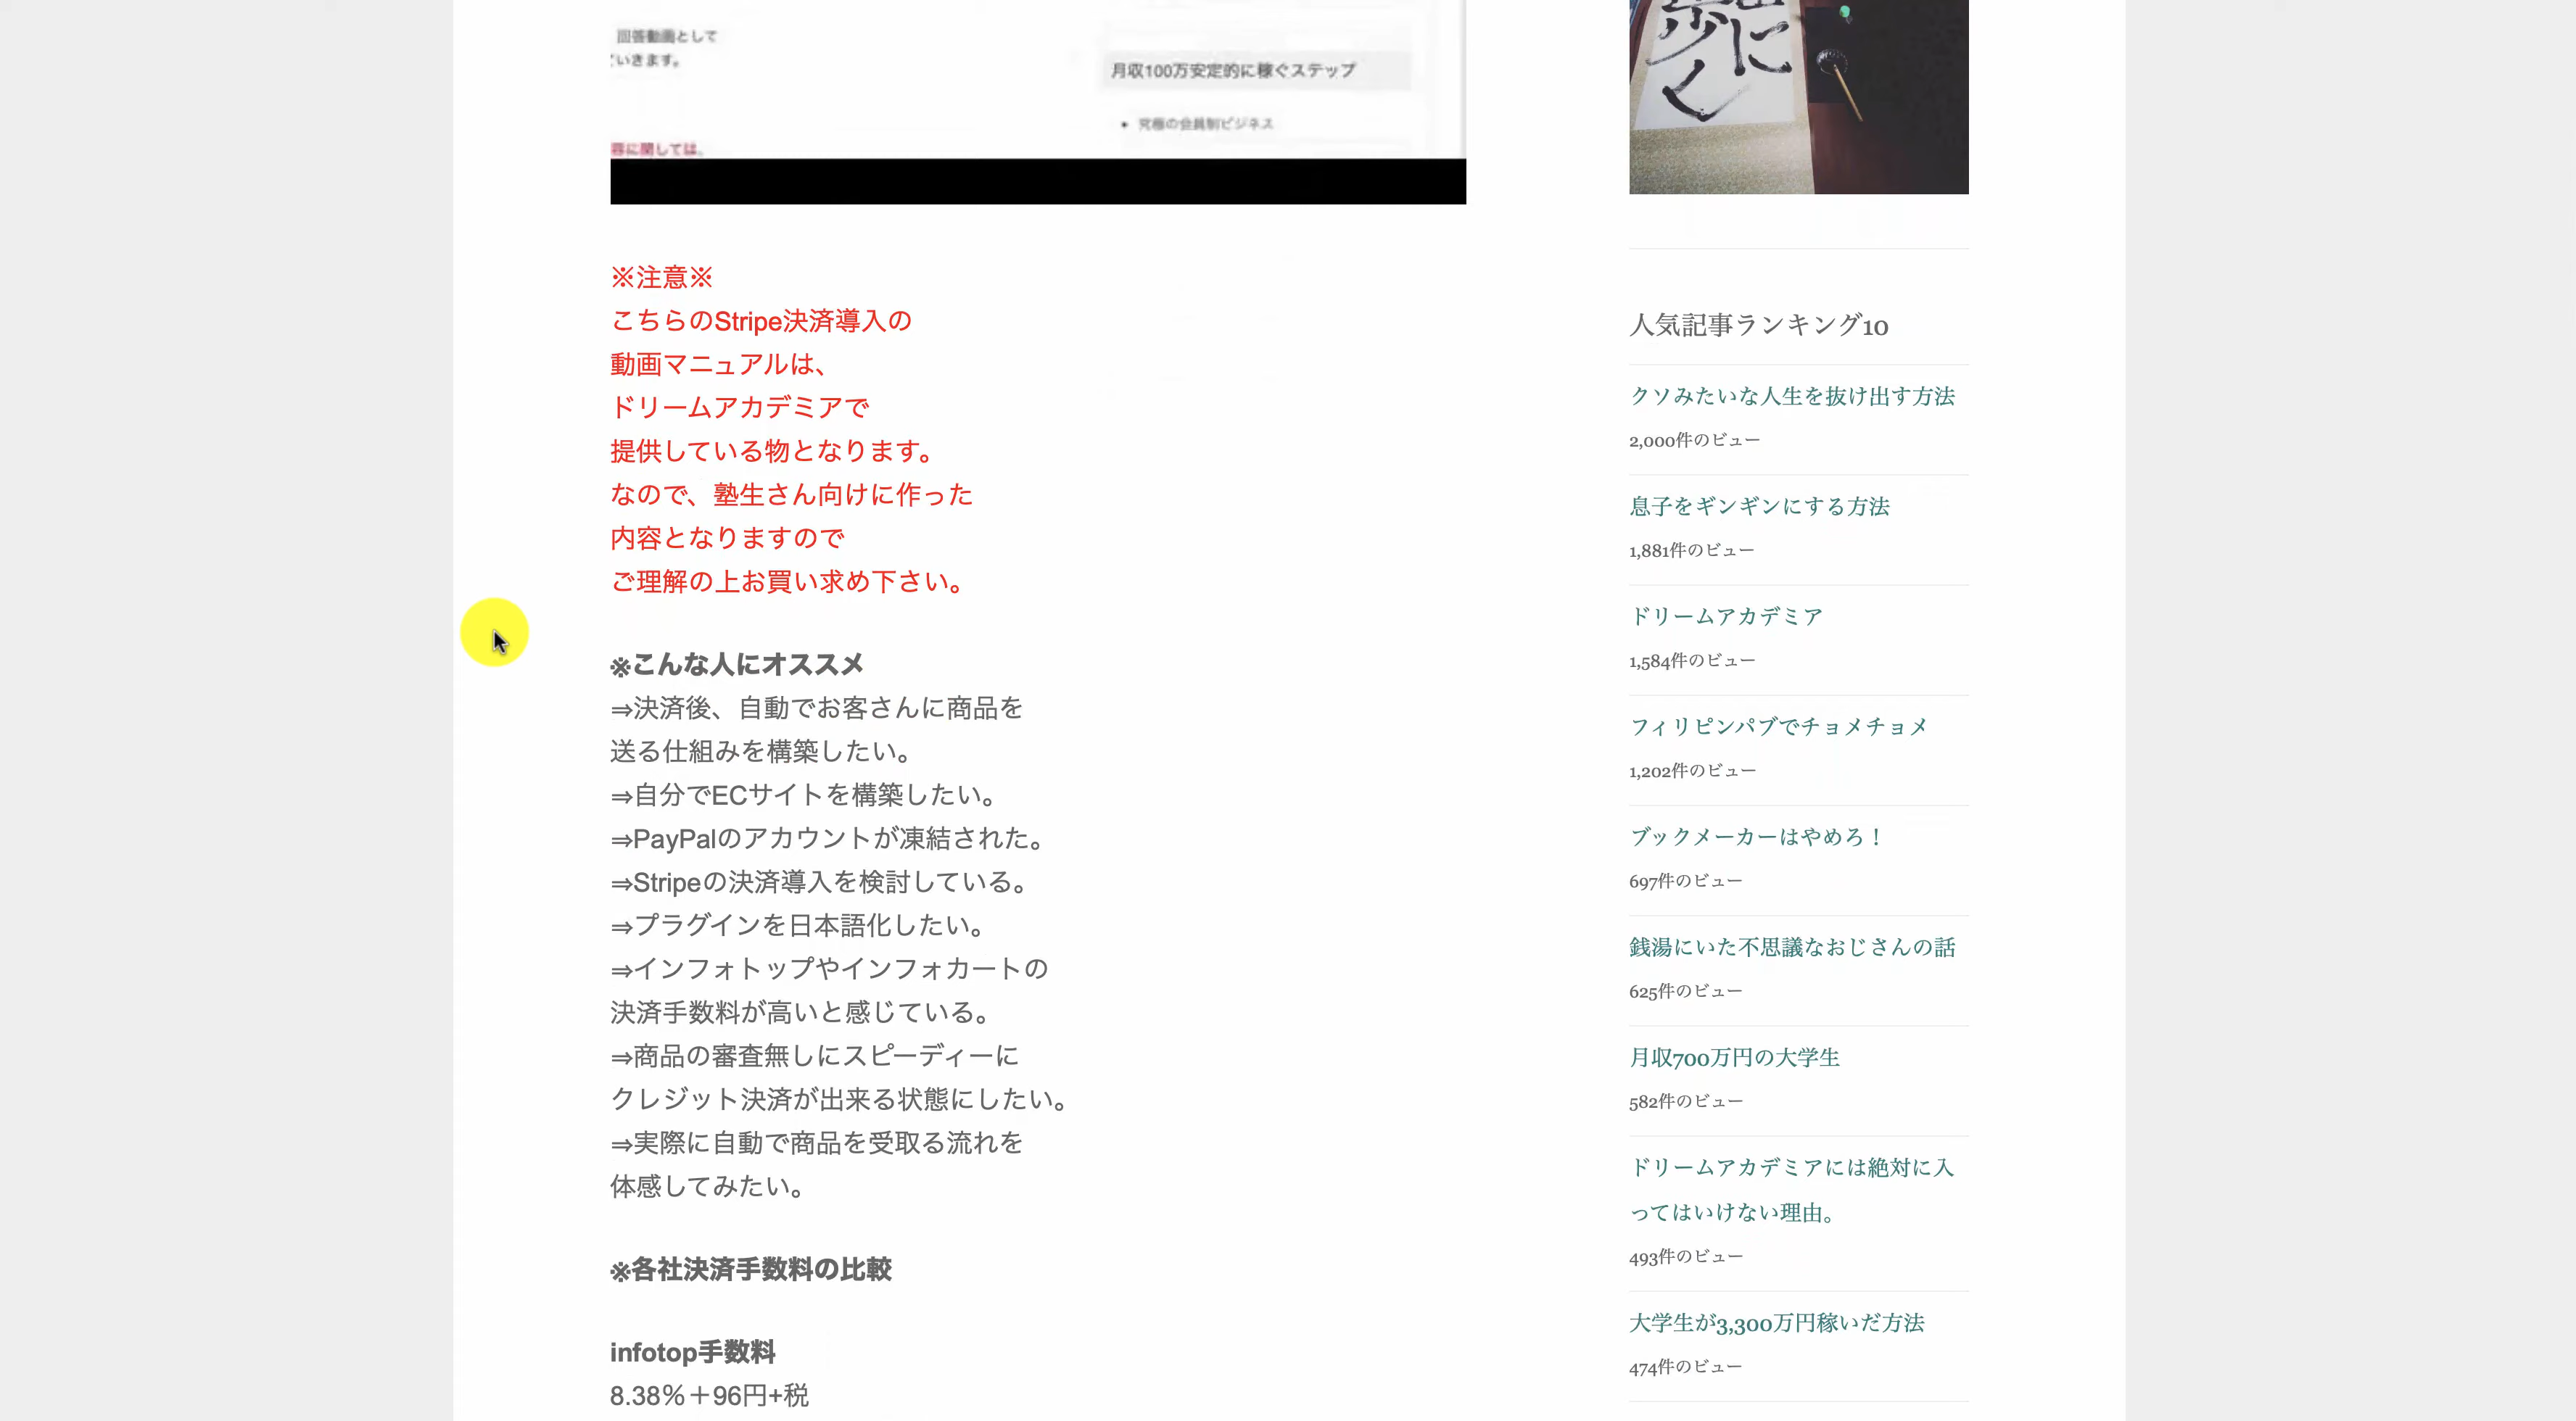 回答動画として
いきます。
月収100万安定的に稼ぐステップ
• 究極の会員制ビジネス
容に関しては、
※注意※
こちらのStripe決済導入の
動画マニュアルは、
ドリームアカデミアで
提供している物となります。
なので、塾生さん向けに作った
内容となりますので
ご理解の上お買い求め下さい。
※こんな人にオススメ
⇒決済後、自動でお客さんに商品を
送る仕組みを構築したい。
⇒自分でECサイトを構築したい。
⇒PayPalのアカウントが凍結された。
⇒Stripeの決済導入を検討している。
⇒プラグインを日本語化したい。
⇒インフォトップやインフォカートの
決済手数料が高いと感じている。
⇒商品の審査無しにスピーディーに
クレジット決済が出来る状態にしたい。
⇒実際に自動で商品を受取る流れを
体感してみたい。
※各社決済手数料の比較
infotop手数料
8.38%＋96円+税
人気記事ランキング10
クソみたいな人生を抜け出す方法
2,000件のビュー
息子をギンギンにする方法
1,881件のビュー
ドリームアカデミア
1,584件のビュー
フィリピンパブでチョメチョメ
1,202件のビュー
ブックメーカーはやめろ！
697件のビュー
銭湯にいた不思議なおじさんの話
625件のビュー
月収700万円の大学生
582件のビュー
ドリームアカデミアには絶対に入
ってはいけない理由。
493件のビュー
大学生が3,300万円稼いだ方法
474件のビュー